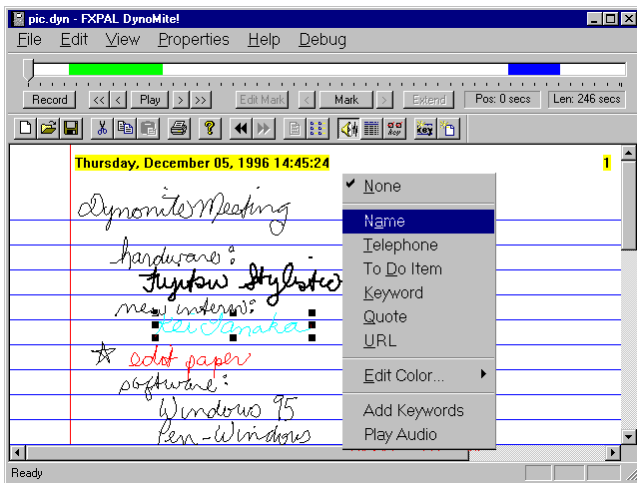 pic.dyn - FXPAL DynoMite!
File Edit View Properties Help Debug
Record << < Play > >> Edit Mark < Mark > Extend Pos: 0 secs Len: 246 secs
Thursday, December 05, 1996 14:45:24 1
Dynomite Meeting
hardware:
Fujitsu Stylistic
new intern:
Kei Tanaka
edit paper
software:
Windows 95
Pen-Windows
None
Name
Telephone
To Do Item
Keyword
Quote
URL
Edit Color...
Add Keywords
Play Audio
Ready